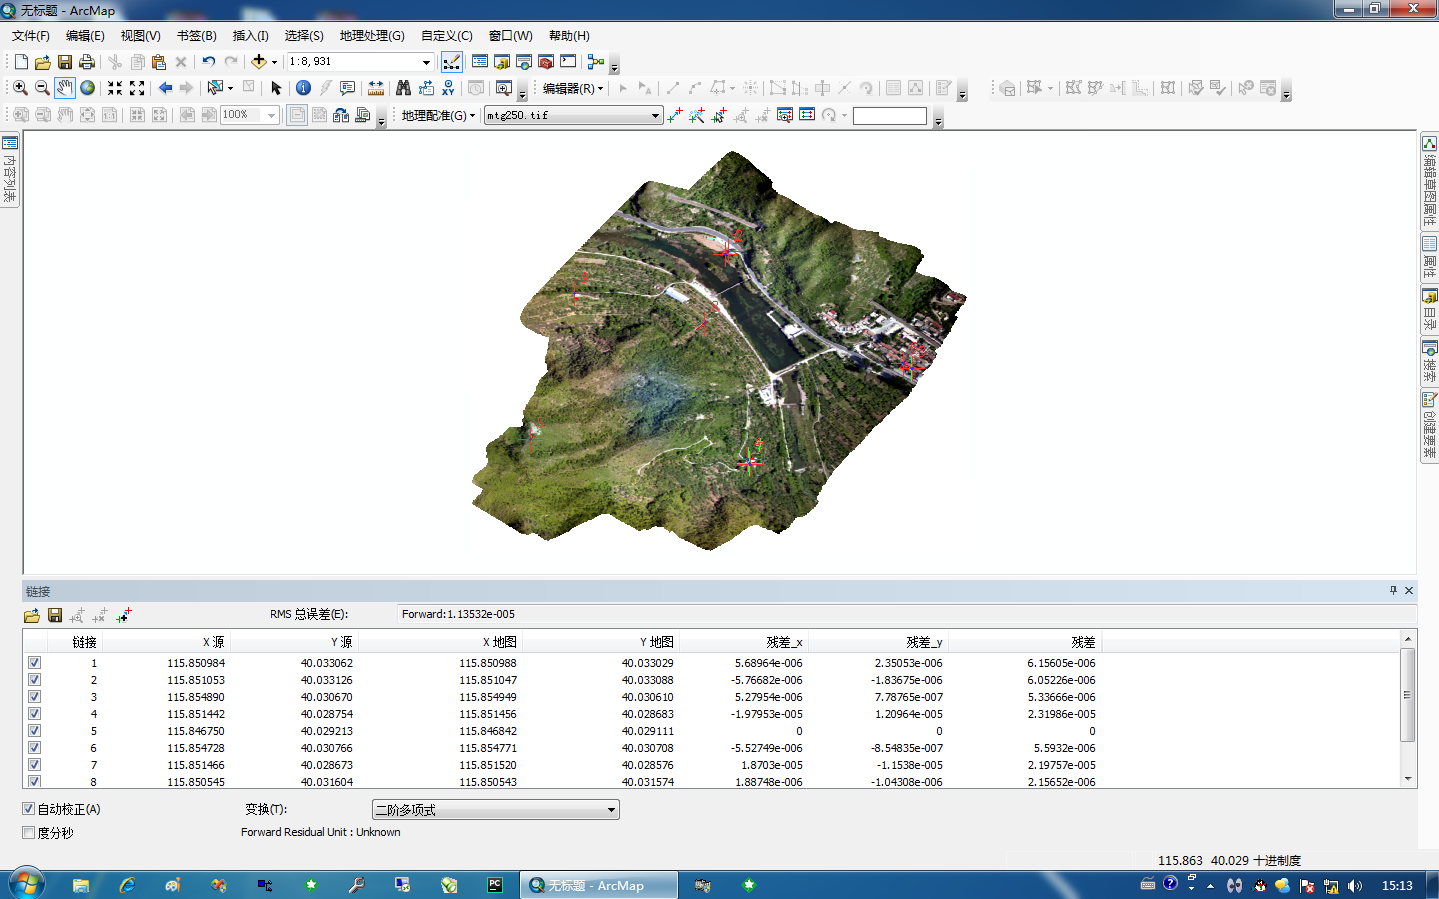 无标题 - ArcMap
文件(F) 编辑(E) 视图(V) 书签(B) 插入(I) 选择(S) 地理处理(G) 自定义(C) 窗口(W) 帮助(H)
1:8,931
编辑器(R)
100% 地理配准(G) mtg250.tif
内容列表
编辑草图属性
属性
目录
搜索
创建要素
链接
RMS 总误差(E): Forward:1.13532e-005
链接 X 源 Y 源 X 地图 Y 地图 残差_x 残差_y 残差
1 115.850984 40.033062 115.850988 40.033029 5.68964e-006 2.35053e-006 6.15605e-006
2 115.851053 40.033126 115.851047 40.033088 -5.76682e-006 -1.83675e-006 6.05226e-006
3 115.854890 40.030670 115.854949 40.030610 5.27954e-006 7.78765e-007 5.33666e-006
4 115.851442 40.028754 115.851456 40.028683 -1.97953e-005 1.20964e-005 2.31986e-005
5 115.846750 40.029213 115.846842 40.029111 0 0 0
6 115.854728 40.030766 115.854771 40.030708 -5.52749e-006 -8.54835e-007 5.5932e-006
7 115.851466 40.028673 115.851520 40.028576 1.8703e-005 -1.1538e-005 2.19757e-005
8 115.850545 40.031604 115.850543 40.031574 1.88748e-006 -1.04308e-006 2.15652e-006
自动校正(A) 变换(T): 二阶多项式
度分秒 Forward Residual Unit : Unknown
115.863 40.029 十进制度
无标题 - ArcMap 15:13